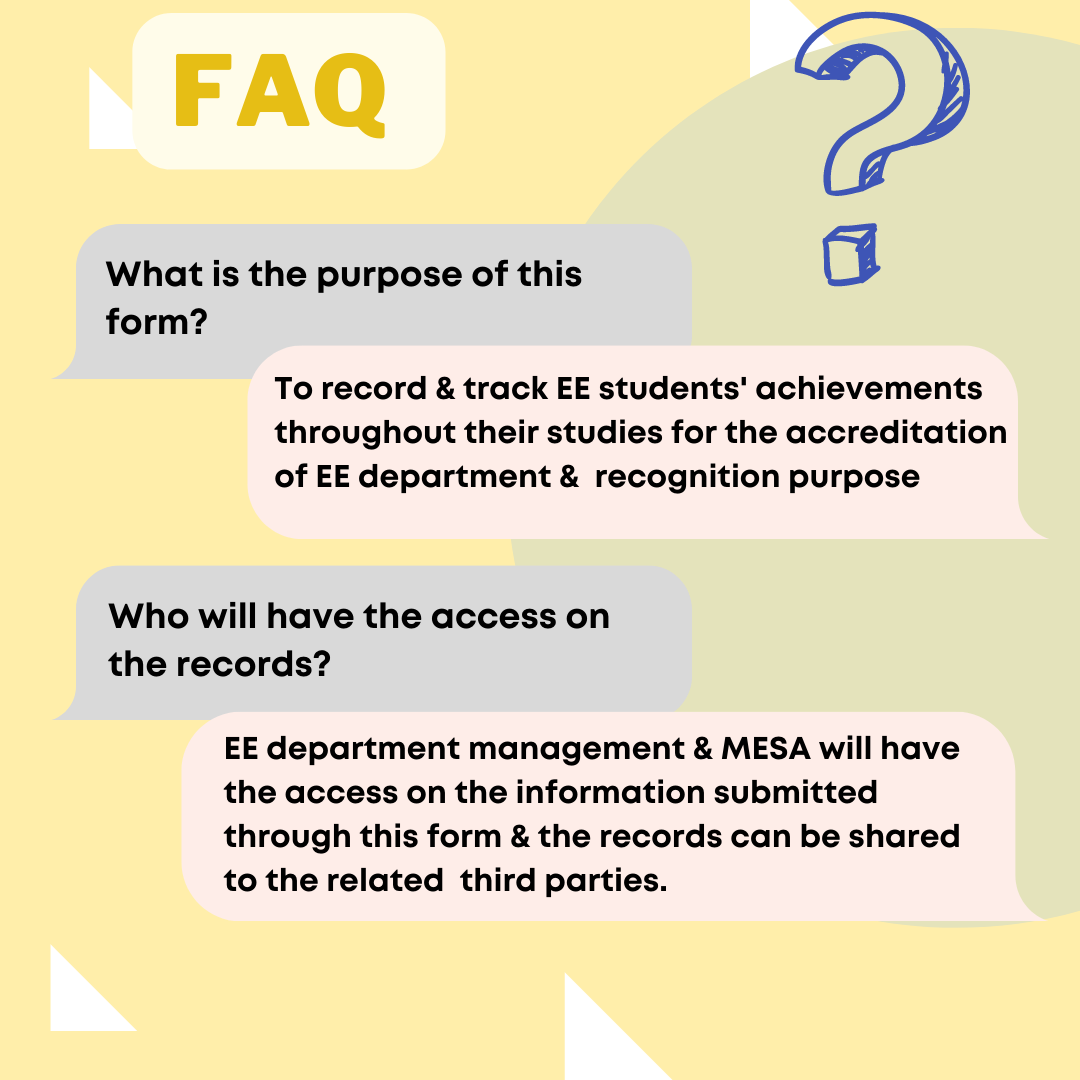 FAQ
What is the purpose of this
form?
To record & track EE students' achievements
throughout their studies for the accreditation
of EE department &  recognition purpose
Who will have the access on
the records?
EE department management & MESA will have
the access on the information submitted
through this form & the records can be shared
to the related  third parties.